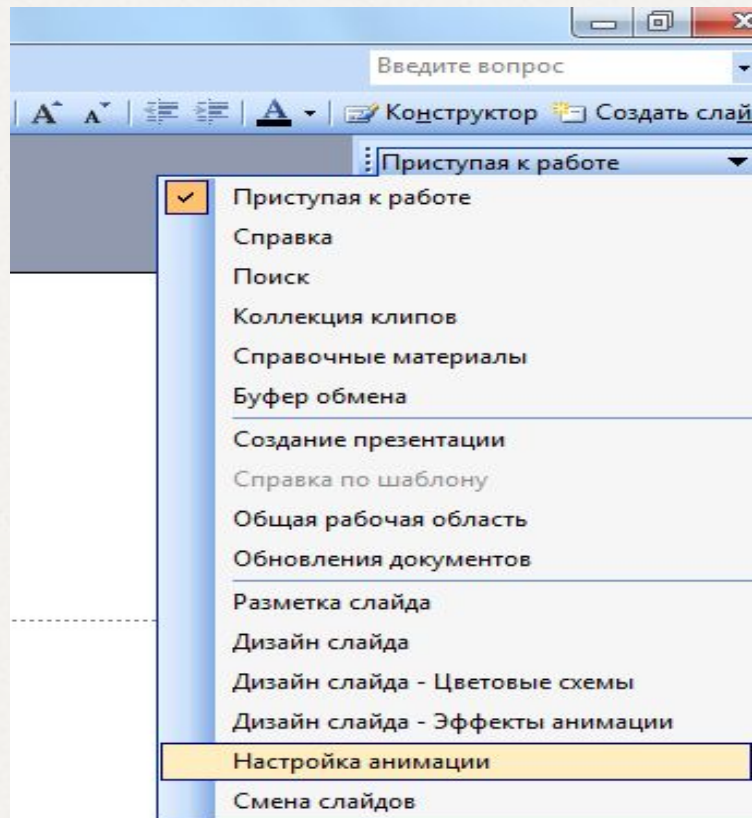 Введите вопрос
A A A Конструктор Создать слай
Приступая к работе
Приступая к работе
Справка
Поиск
Коллекция клипов
Справочные материалы
Буфер обмена
Создание презентации
Справка по шаблону
Общая рабочая область
Обновления документов
Разметка слайда
Дизайн слайда
Дизайн слайда - Цветовые схемы
Дизайн слайда - Эффекты анимации
Настройка анимации
Смена слайдов